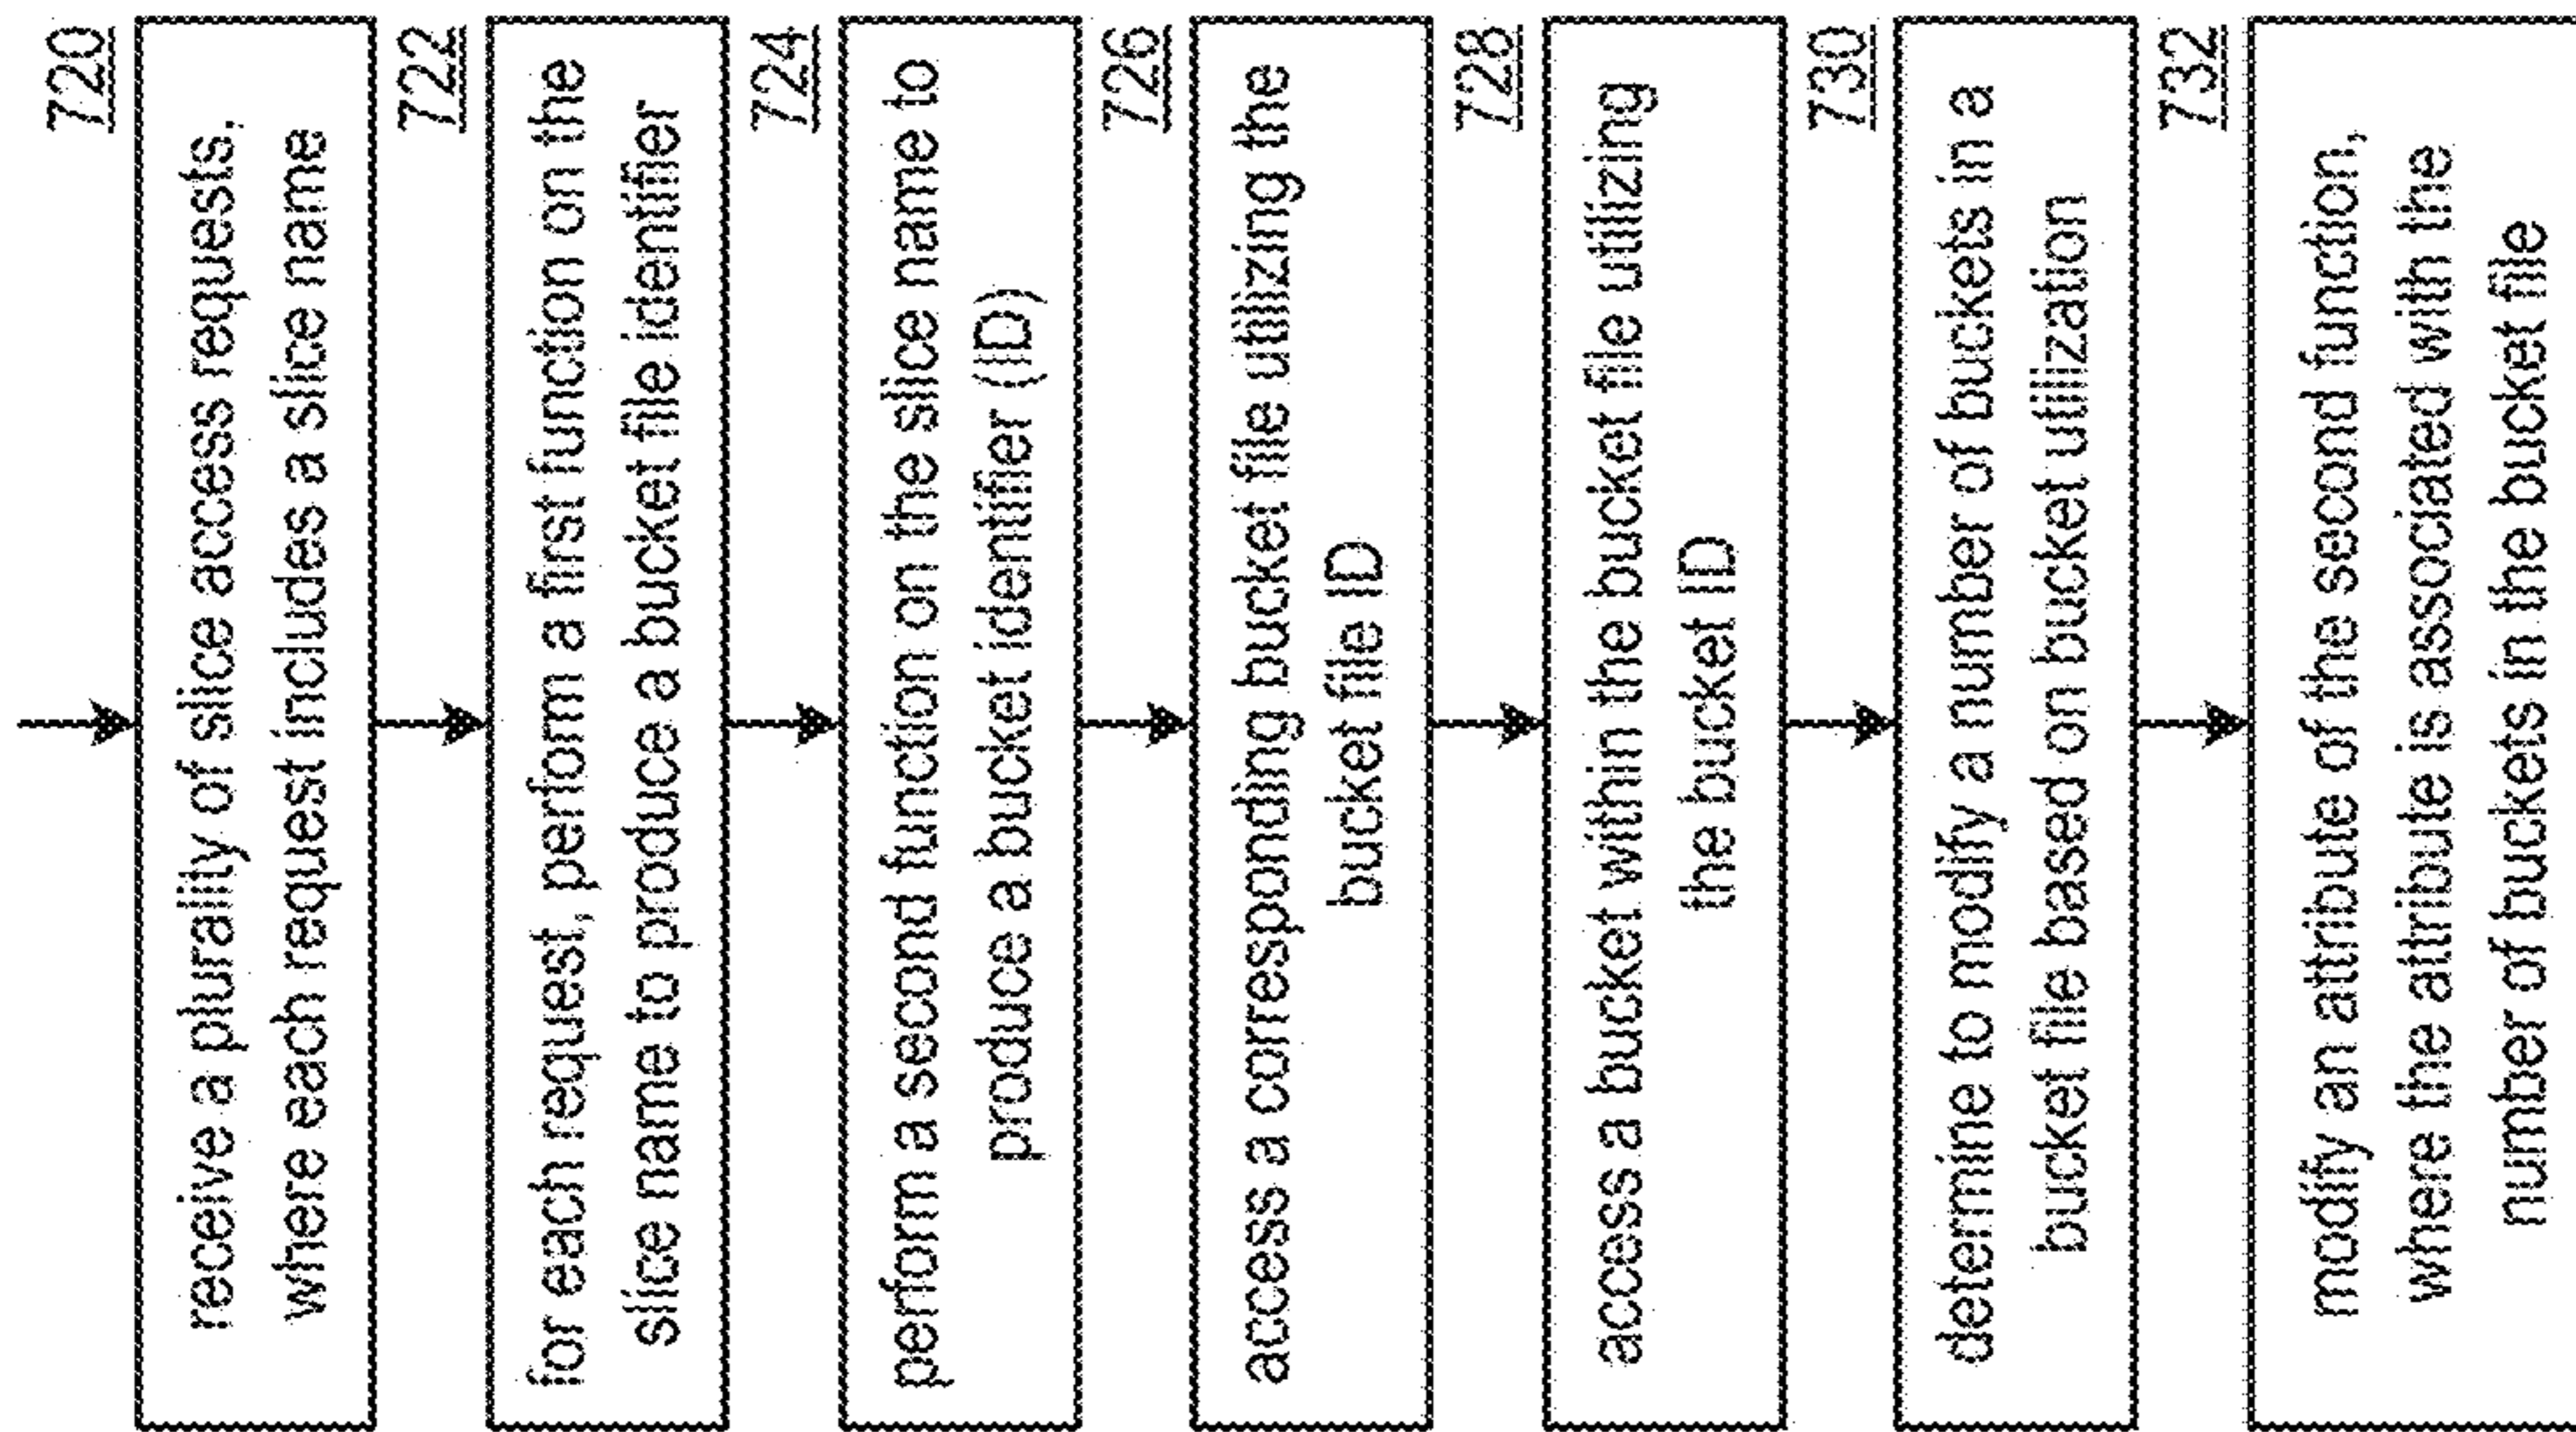 720
receive a plurality of slice access requests,
where each request includes a slice name
722
for each request, perform a first function on the
slice name to produce a bucket file identifier
724
perform a second function on the slice name to
produce a bucket identifier (ID)
726
access a corresponding bucket file utilizing the
bucket file ID
728
access a bucket within the bucket file utilizing
the bucket ID
730
determine to modify a number of buckets in a
bucket file based on bucket utilization
732
modify an attribute of the second function,
where the attribute is associated with the
number of buckets in the bucket file